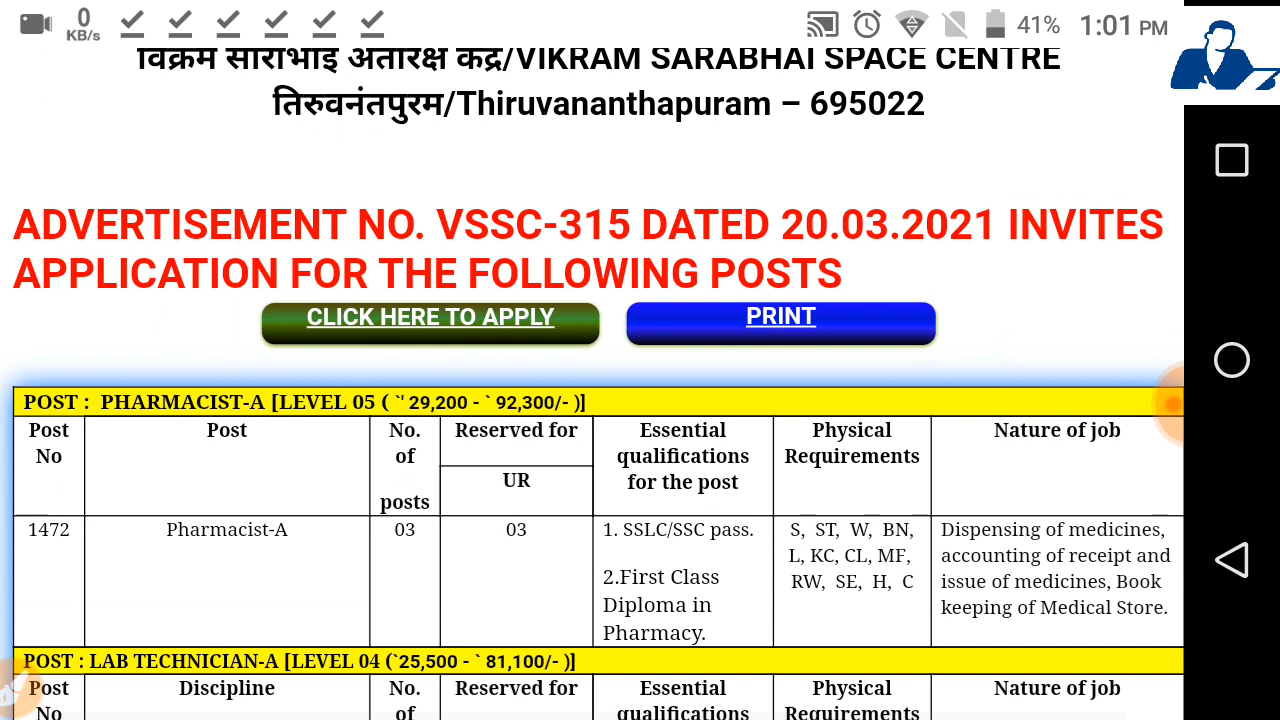 0
KB/s
41% 1:01 PM
विक्रम साराभाई अंतरिक्ष केंद्र/VIKRAM SARABHAI SPACE CENTRE
तिरुवनंतपुरम/Thiruvananthapuram – 695022
ADVERTISEMENT NO. VSSC-315 DATED 20.03.2021 INVITES
APPLICATION FOR THE FOLLOWING POSTS
CLICK HERE TO APPLY PRINT
POST : PHARMACIST-A [LEVEL 05 ( `' 29,200 - ` 92,300/- )]
Post No
Post
No. of posts
Reserved for
UR
Essential
qualifications
for the post
Physical
Requirements
Nature of job
1472
Pharmacist-A
03
03
1. SSLC/SSC pass.
2.First Class
Diploma in
Pharmacy.
S, ST, W, BN,
L, KC, CL, MF,
RW, SE, H, C
Dispensing of medicines,
accounting of receipt and
issue of medicines, Book
keeping of Medical Store.
POST : LAB TECHNICIAN-A [LEVEL 04 (`25,500 - ` 81,100/- )]
Post
No
Discipline
No.
of
Reserved for
Essential
qualifications
Physical
Requirements
Nature of job